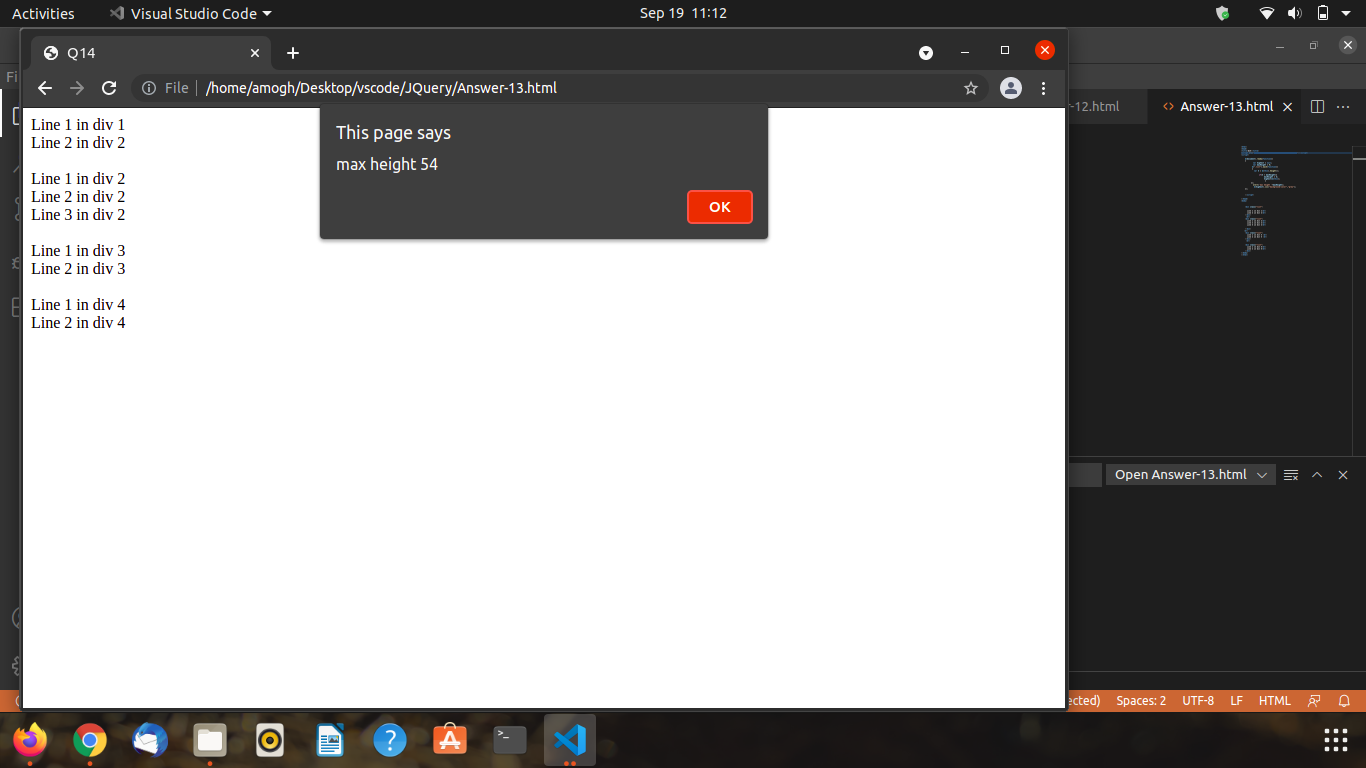 Activities Visual Studio Code Sep 19 11:12
Q14
Fi
File /home/amogh/Desktop/vscode/JQuery/Answer-13.html
-12.html Answer-13.html
This page says
max height 54
OK
Line 1 in div 1
Line 2 in div 2
Line 1 in div 2
Line 2 in div 2
Line 3 in div 2
Line 1 in div 3
Line 2 in div 3
Line 1 in div 4
Line 2 in div 4
Open Answer-13.html
ected) Spaces: 2 UTF-8 LF HTML